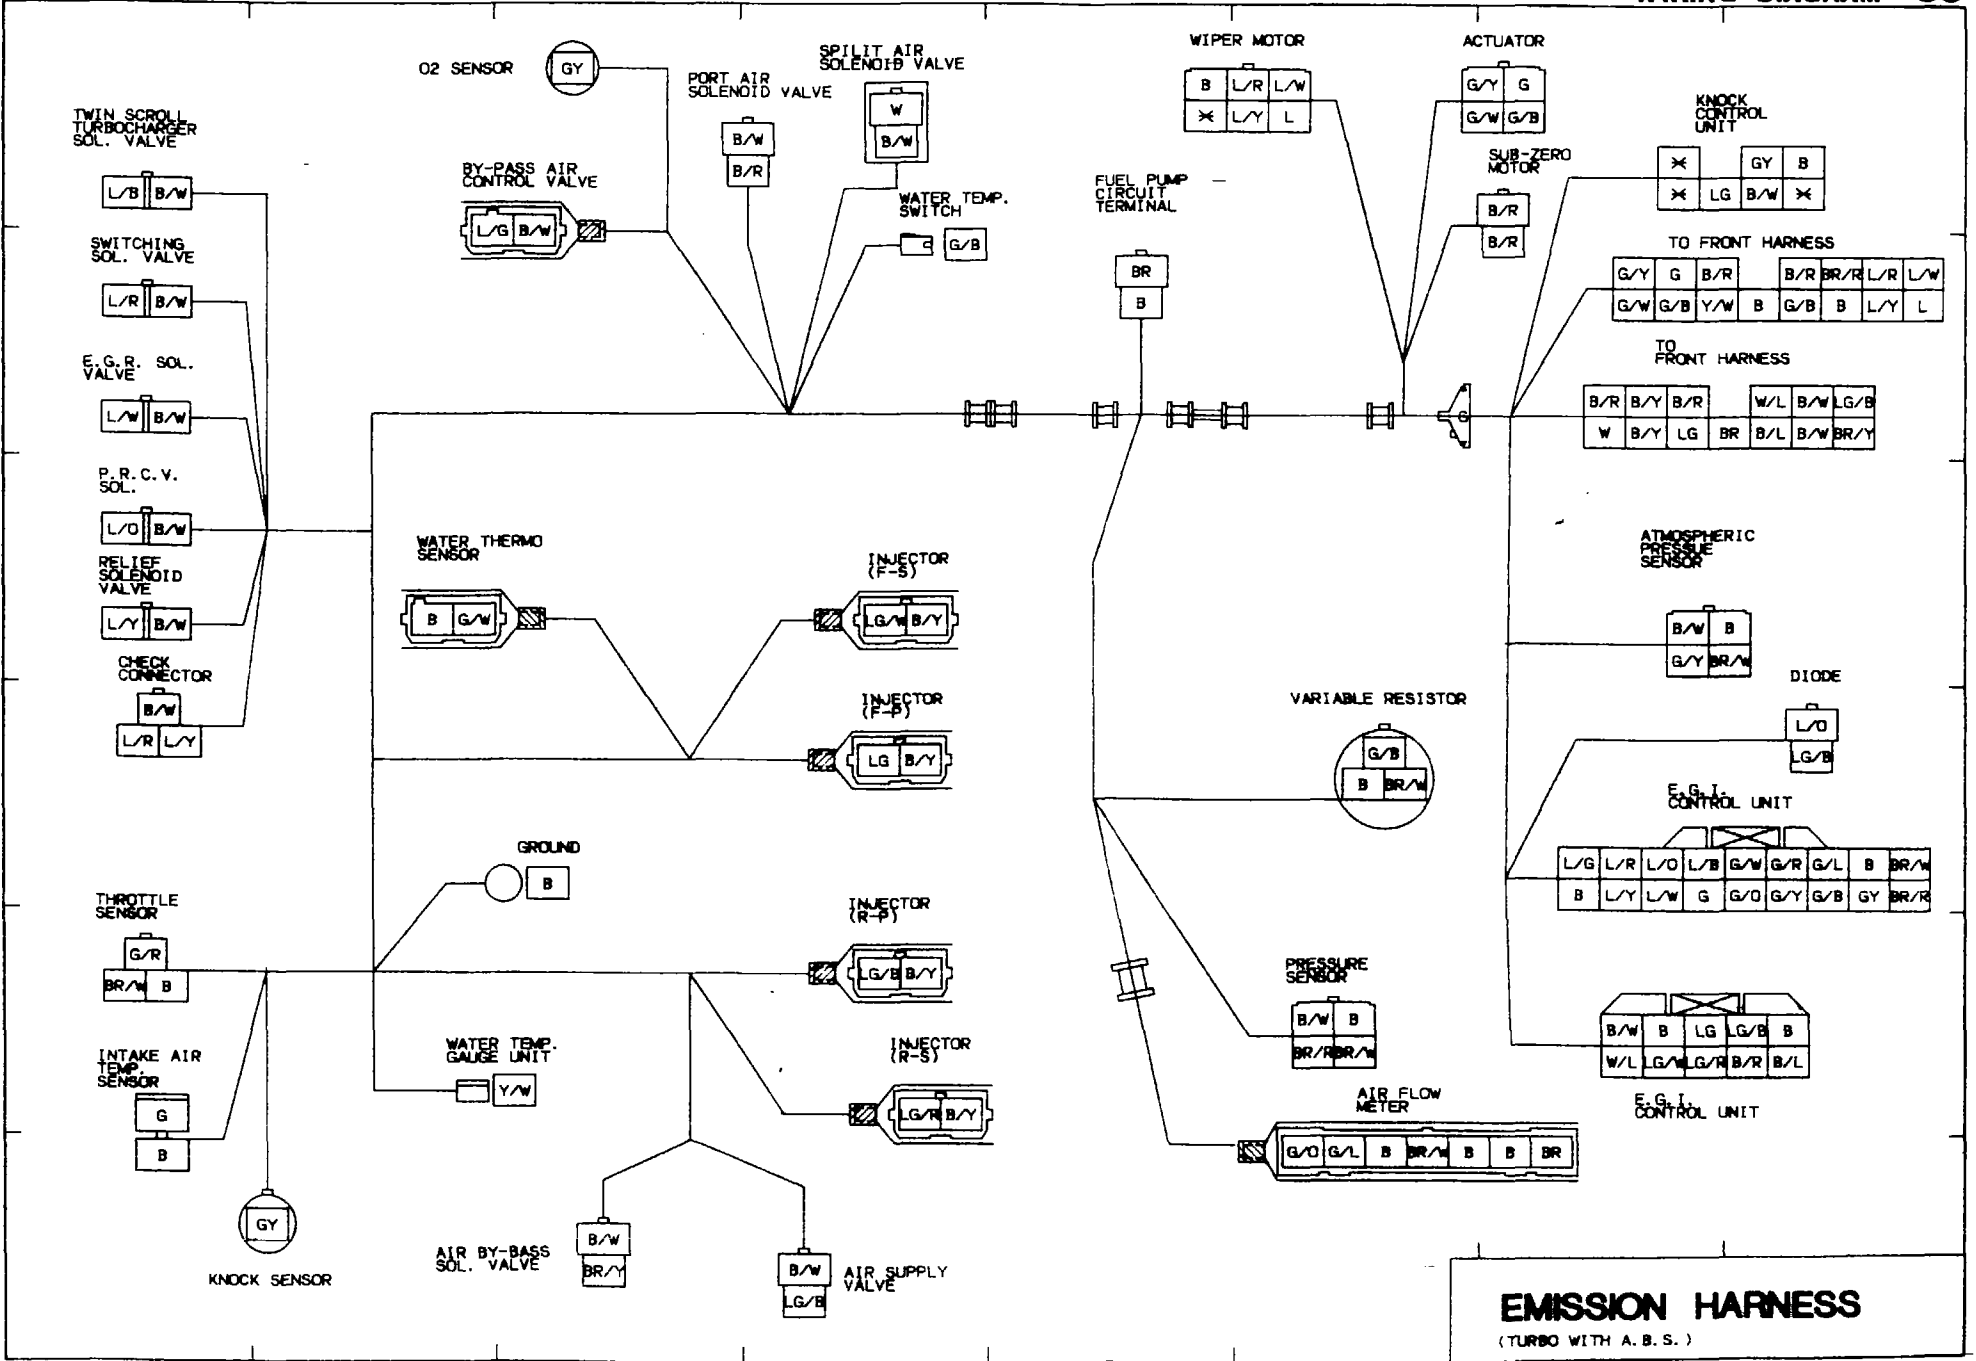 O2 SENSOR
GY
SPILIT AIR
SOLENOID VALVE
W
B/W
PORT AIR
SOLENOID VALVE
B/W
B/R
WIPER MOTOR
B L/R L/W
L/Y L
ACTUATOR
G/Y G
G/W G/B
KNOCK
CONTROL
UNIT
GY B
LG B/W
SUB-ZERO
MOTOR
B/R
B/R
TWIN SCROLL
TURBOCHARGER
SOL. VALVE
L/B B/W
BY-PASS AIR
CONTROL VALVE
L/G B/W
WATER TEMP.
SWITCH
G/B
FUEL PUMP
CIRCUIT
TERMINAL
BR
B
TO FRONT HARNESS
G/Y G B/R B/R BR/R L/R L/W
G/W G/B Y/W B G/B B L/Y L
SWITCHING
SOL. VALVE
L/R B/W
TO
FRONT HARNESS
B/R B/Y B/R W/L B/W LG/B
W B/Y LG BR B/L B/W BR/Y
E.G.R. SOL.
VALVE
L/W B/W
P.R.C.V.
SOL.
L/O B/W
RELIEF
SOLENOID
VALVE
L/Y B/W
CHECK
CONNECTOR
B/W
L/R L/Y
WATER THERMO
SENSOR
B G/W
INJECTOR
(F-S)
LG/W B/Y
INJECTOR
(F-P)
LG B/Y
ATMOSPHERIC
PRESSUE
SENSOR
B/W B
G/Y BR/W
DIODE
L/O
LG/B
VARIABLE RESISTOR
G/B
B BR/W
E.G.I.
CONTROL UNIT
L/G L/R L/O L/B G/W G/R G/L B BR/W
B L/Y L/W G G/O G/Y G/B GY BR/R
GROUND
B
THROTTLE
SENSOR
G/R
BR/W B
INJECTOR
(R-P)
LG/B B/Y
PRESSURE
SENSOR
B/W B
BR/R BR/W
B/W B LG LG/B B
W/L LG/W LG/R B/R B/L
E.G.I.
CONTROL UNIT
INTAKE AIR
TEMP.
SENSOR
G
B
WATER TEMP.
GAUGE UNIT
Y/W
INJECTOR
(R-S)
LG/R B/Y
AIR FLOW
METER
G/O G/L B BR/W B B BR
GY
KNOCK SENSOR
AIR BY-BASS
SOL. VALVE
B/W
BR/Y
B/W
LG/B
AIR SUPPLY
VALVE
EMISSION HARNESS
(TURBO WITH A.B.S.)